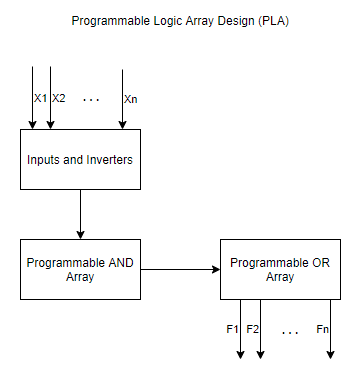 Programmable Logic Array Design (PLA)
X1 X2 ... Xn
Inputs and Inverters
Programmable AND
Array
Programmable OR
Array
F1 F2 ... Fn